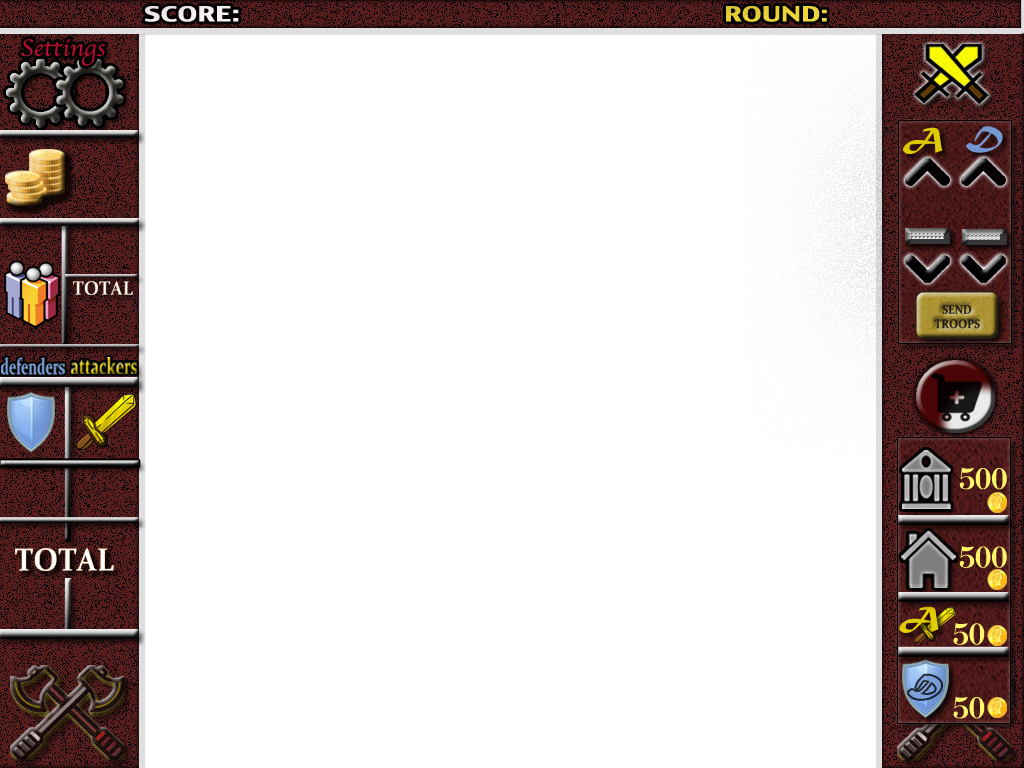 SCORE:
ROUND:
Settings
A D
TOTAL
SEND
TROOPS
defenders attackers
500
500
TOTAL
A
50
D
50